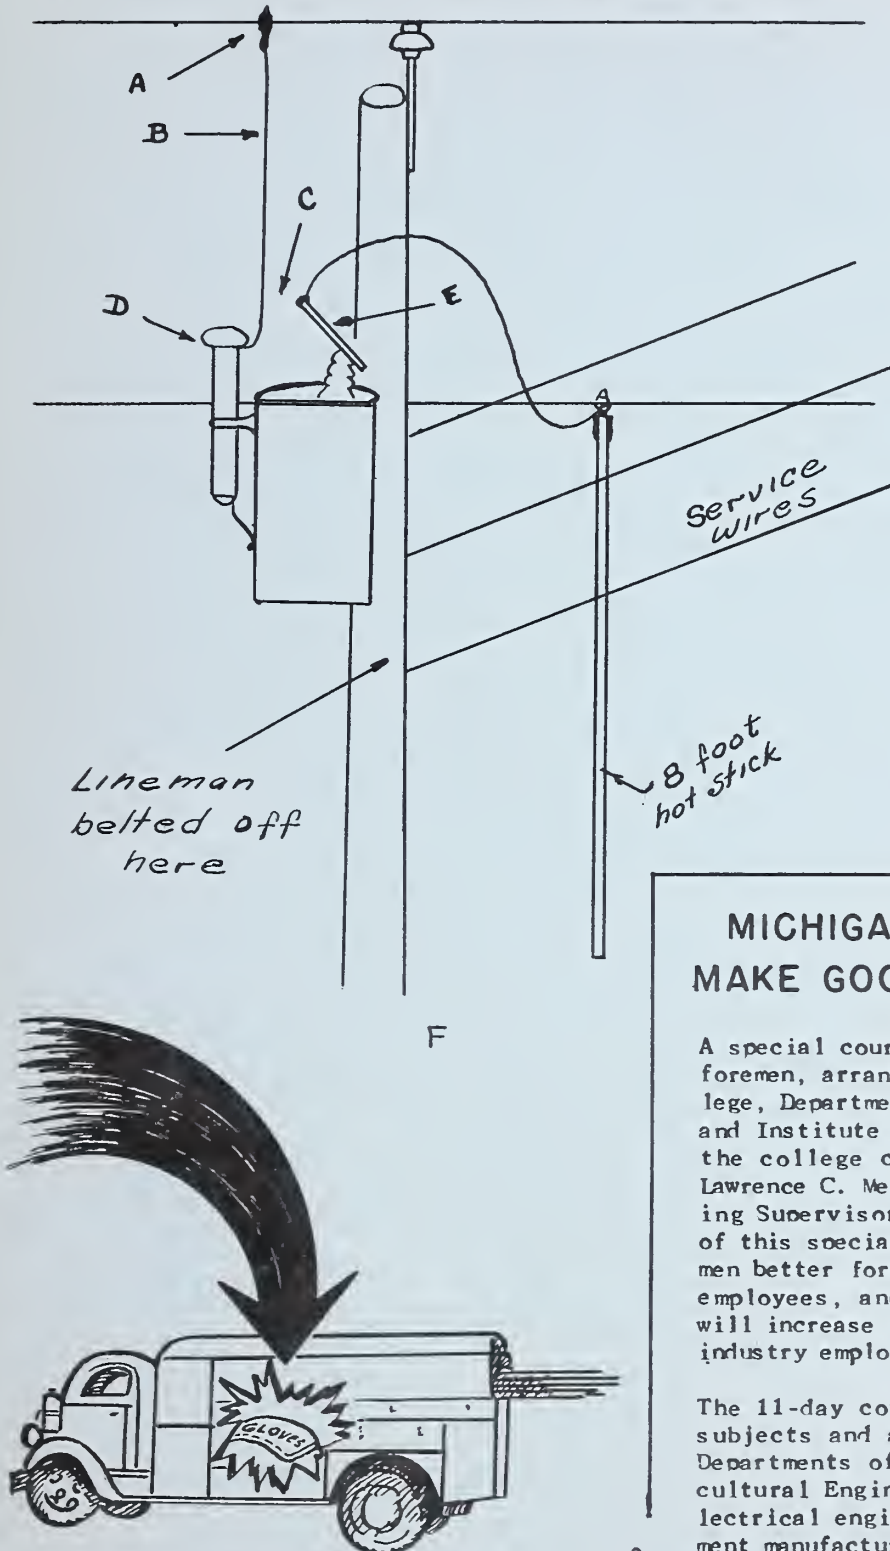 A
B
C
D
E
A
Service
wires
Lineman
belted off
here
8 foot
hot stick
F
GLOVES
MICHIGA
MAKE GOO
A special cour
foremen, arran
lege, Departme
and Institute
the college c
Lawrence C. Me
ing Supervisor
of this special
men better for
employees, and
will increase
industry emplo
The 11-day co
subjects and a
Departments of
cultural Engin
lectrical engi
ment manufactu